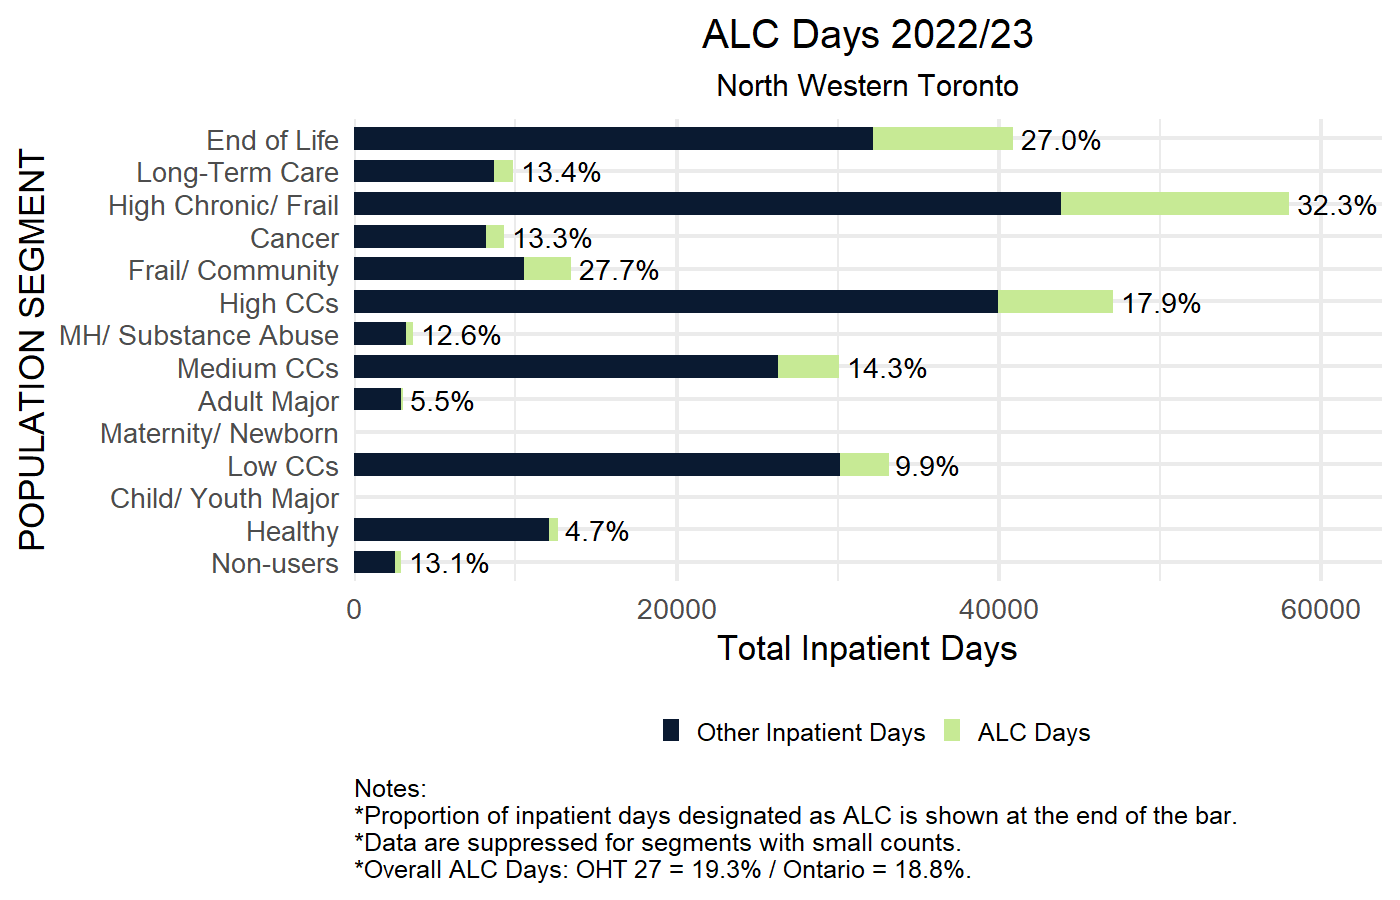 ALC Days 2022/23
North Western Toronto
POPULATION SEGMENT
End of Life 27.0%
Long-Term Care 13.4%
High Chronic/ Frail 32.3%
Cancer 13.3%
Frail/ Community 27.7%
High CCs 17.9%
MH/ Substance Abuse 12.6%
Medium CCs 14.3%
Adult Major 5.5%
Maternity/ Newborn
Low CCs 9.9%
Child/ Youth Major
Healthy 4.7%
Non-users 13.1%
0 20000 40000 60000
Total Inpatient Days
Other Inpatient Days ALC Days
Notes:
*Proportion of inpatient days designated as ALC is shown at the end of the bar.
*Data are suppressed for segments with small counts.
*Overall ALC Days: OHT 27 = 19.3% / Ontario = 18.8%.